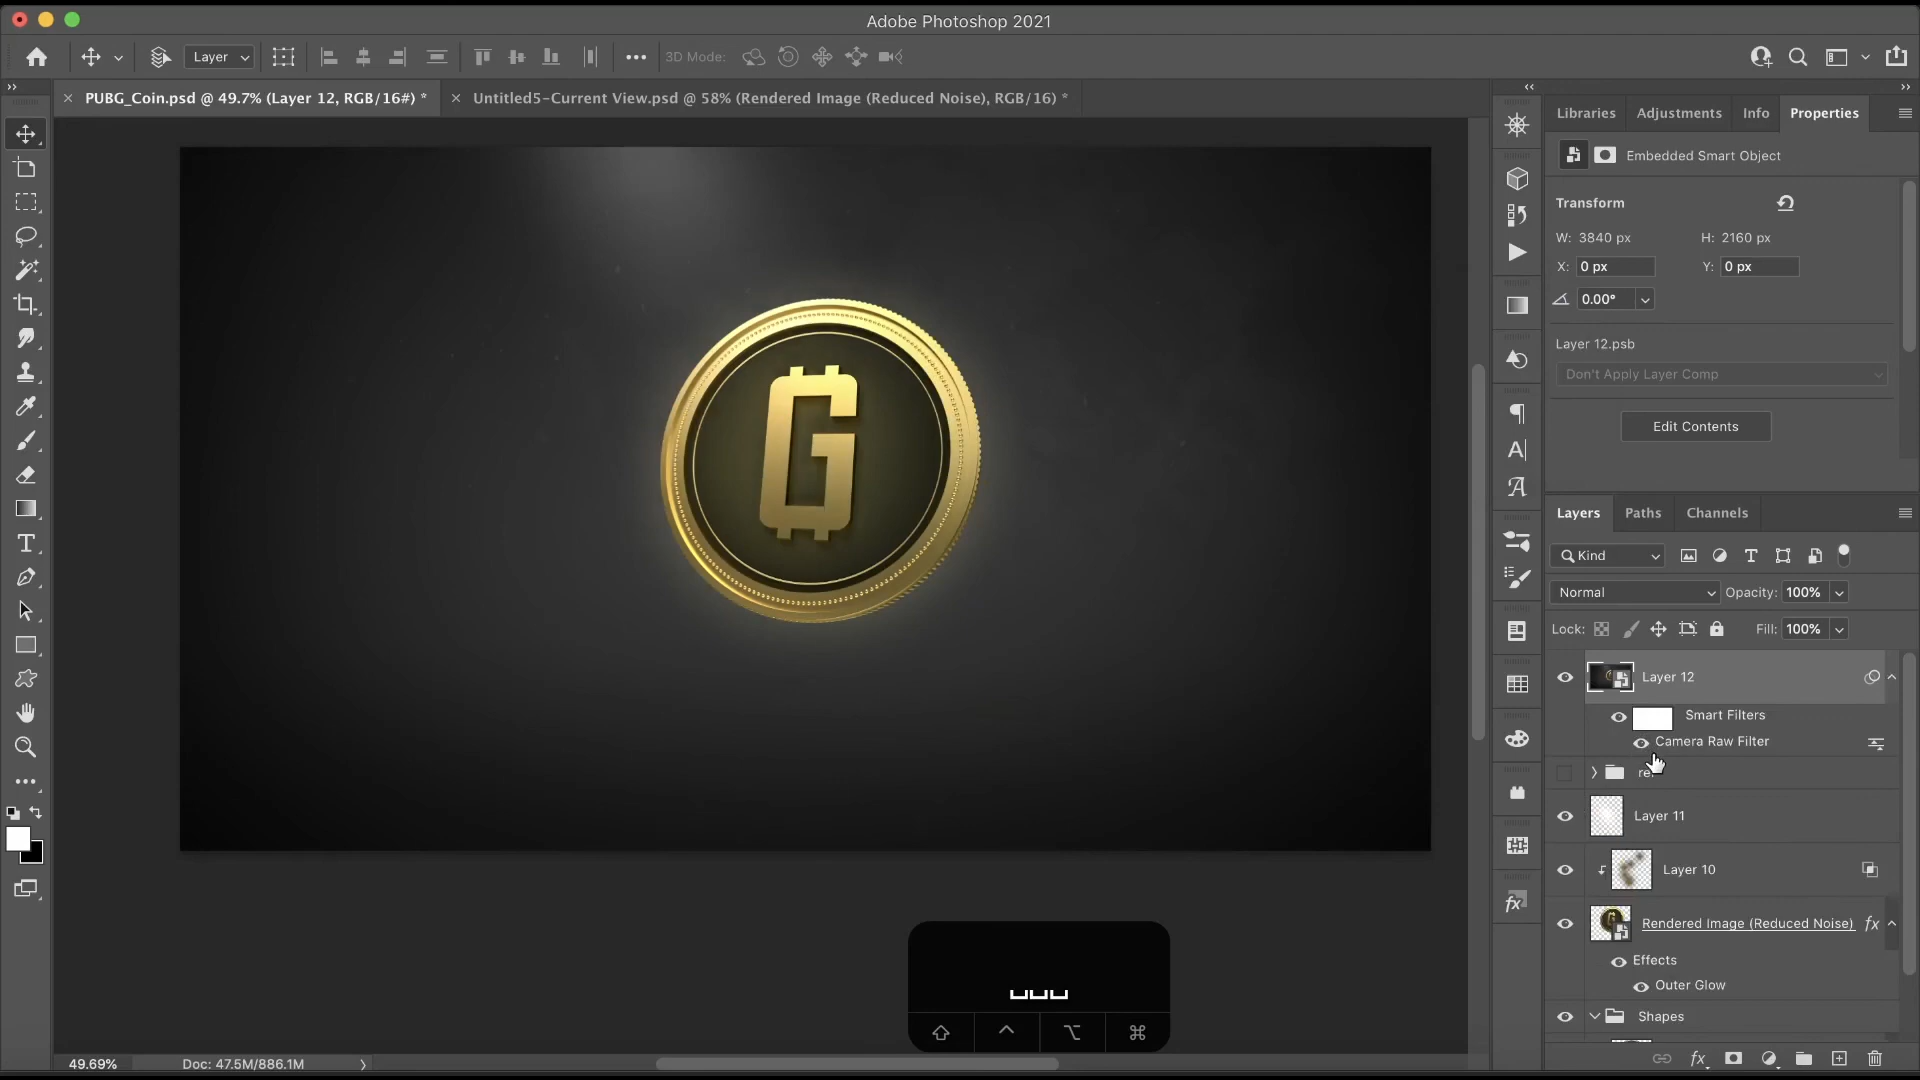 Adobe Photoshop 2021
Layer
3D Mode:
PUBG_Coin.psd @ 49.7% (Layer 12, RGB/16#) *
Untitled5-Current View.psd @ 58% (Rendered Image (Reduced Noise), RGB/16) *
Libraries
Adjustments
Info
Properties
Embedded Smart Object
Transform
W: 3840 px
H: 2160 px
X: 0 px
Y: 0 px
0.00°
Layer 12.psb
Don't Apply Layer Comp
Edit Contents
Layers
Paths
Channels
Kind
Normal
Opacity: 100%
Lock:
Fill: 100%
Layer 12
Smart Filters
Camera Raw Filter
Layer 11
Layer 10
Rendered Image (Reduced Noise)
fx
Effects
Outer Glow
Shapes
G
49.69%
Doc: 47.5M/886.1M